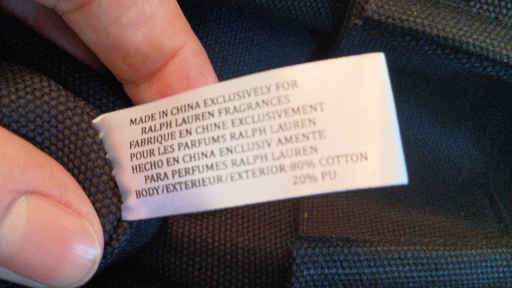 MADE IN CHINA EXCLUSIVELY FOR
RALPH LAUREN FRAGRANCES
FABRIQUE EN CHINE EXCLUSIVEMENT
POUR LES PARFUMS RALPH LAUREN
HECHO EN CHINA ENCLUSIV AMENTE
PARA PERFUMES RALPH LAUREN
BODY/EXTERIEUR/EXTERIOR:80% COTTON
20% PU